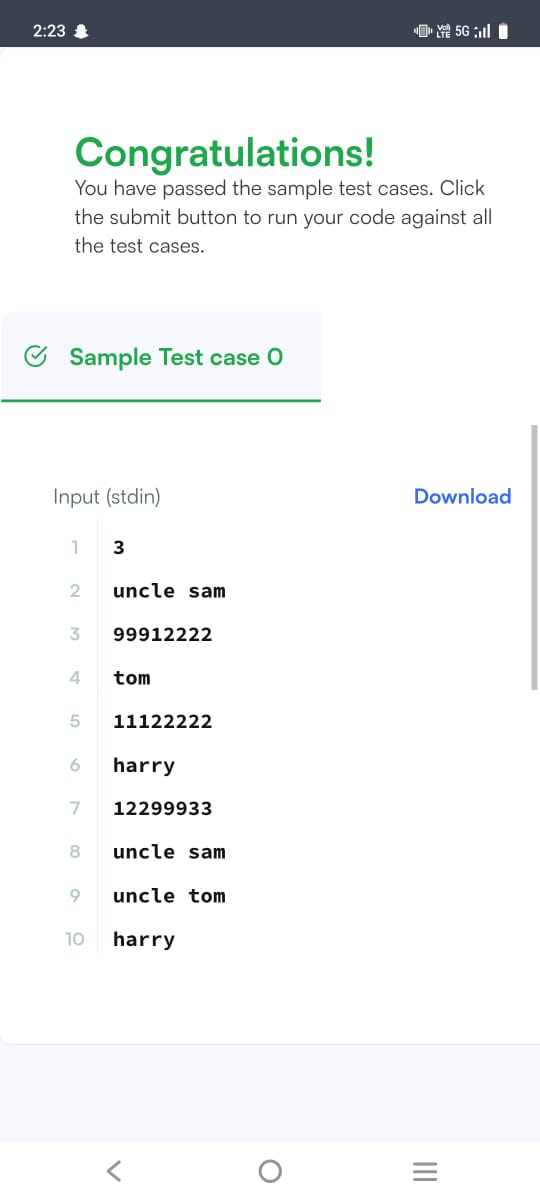 2:23
Vo) LTE 5G
Congratulations!
You have passed the sample test cases. Click
the submit button to run your code against all
the test cases.
Sample Test case 0
Input (stdin)
Download
1 3
2 uncle sam
3 99912222
4 tom
5 11122222
6 harry
7 12299933
8 uncle sam
9 uncle tom
10 harry